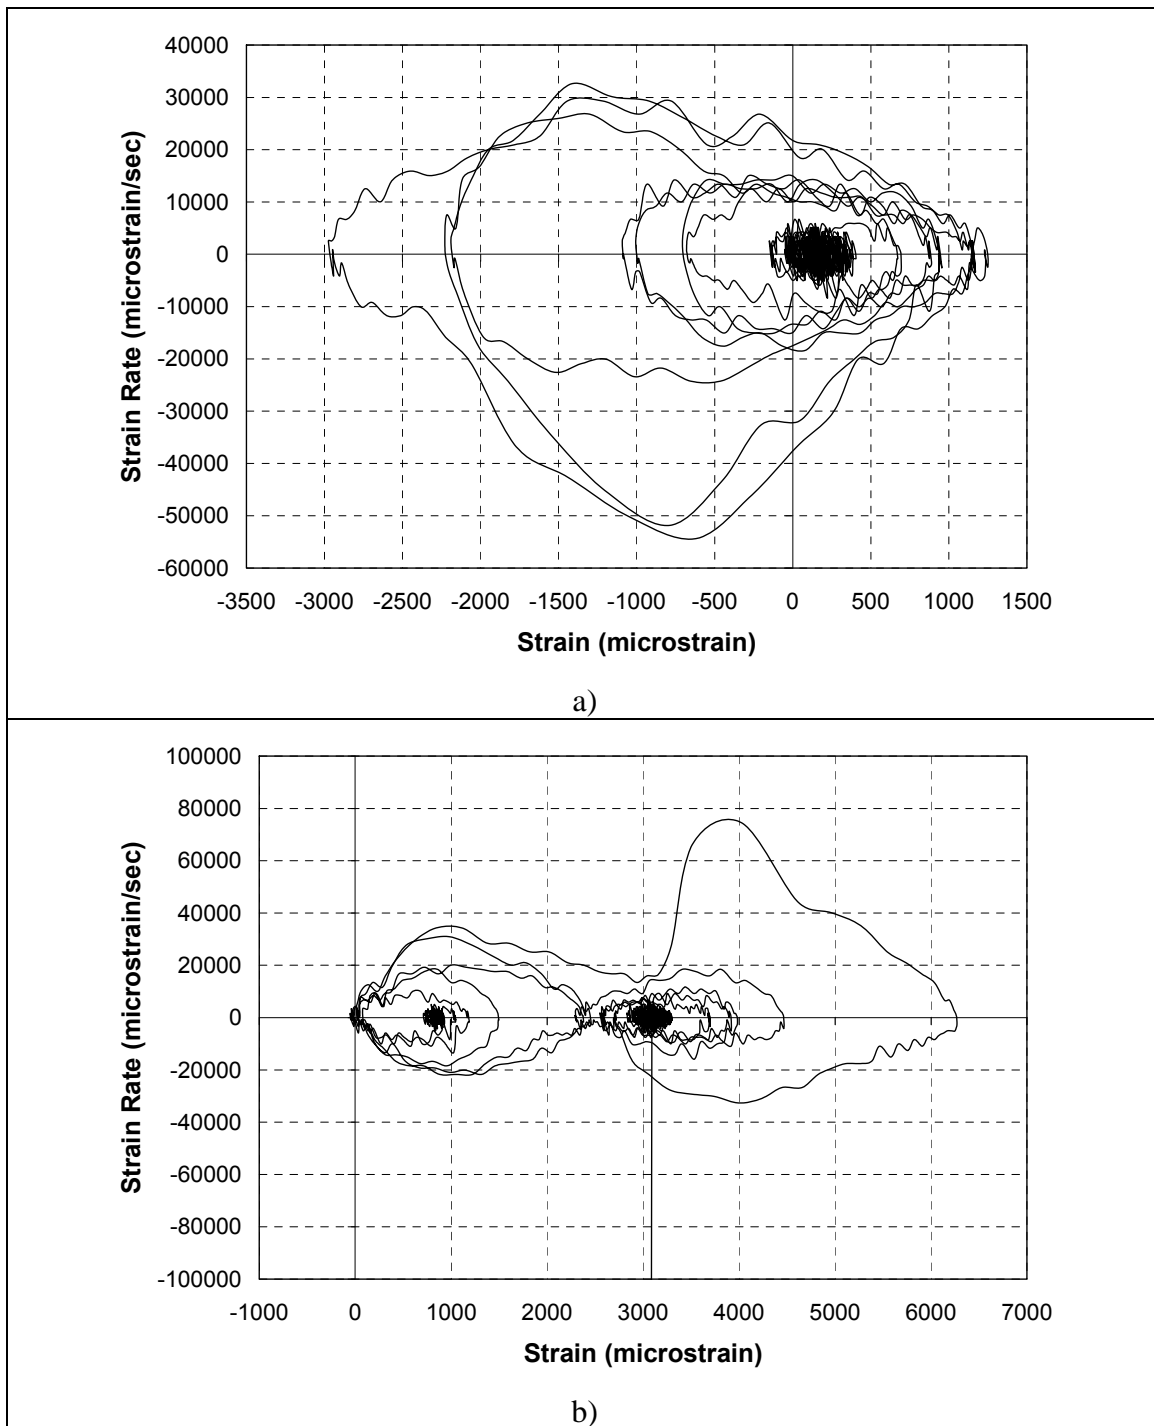 40000
30000
20000
10000
0
-10000
-20000
-30000
-40000
-50000
-60000
Strain Rate (microstrain/sec)
-3500 -3000 -2500 -2000 -1500 -1000 -500 0 500 1000 1500
Strain (microstrain)
a)
100000
80000
60000
40000
20000
0
-20000
-40000
-60000
-80000
-100000
Strain Rate (microstrain/sec)
-1000 0 1000 2000 3000 4000 5000 6000 7000
Strain (microstrain)
b)